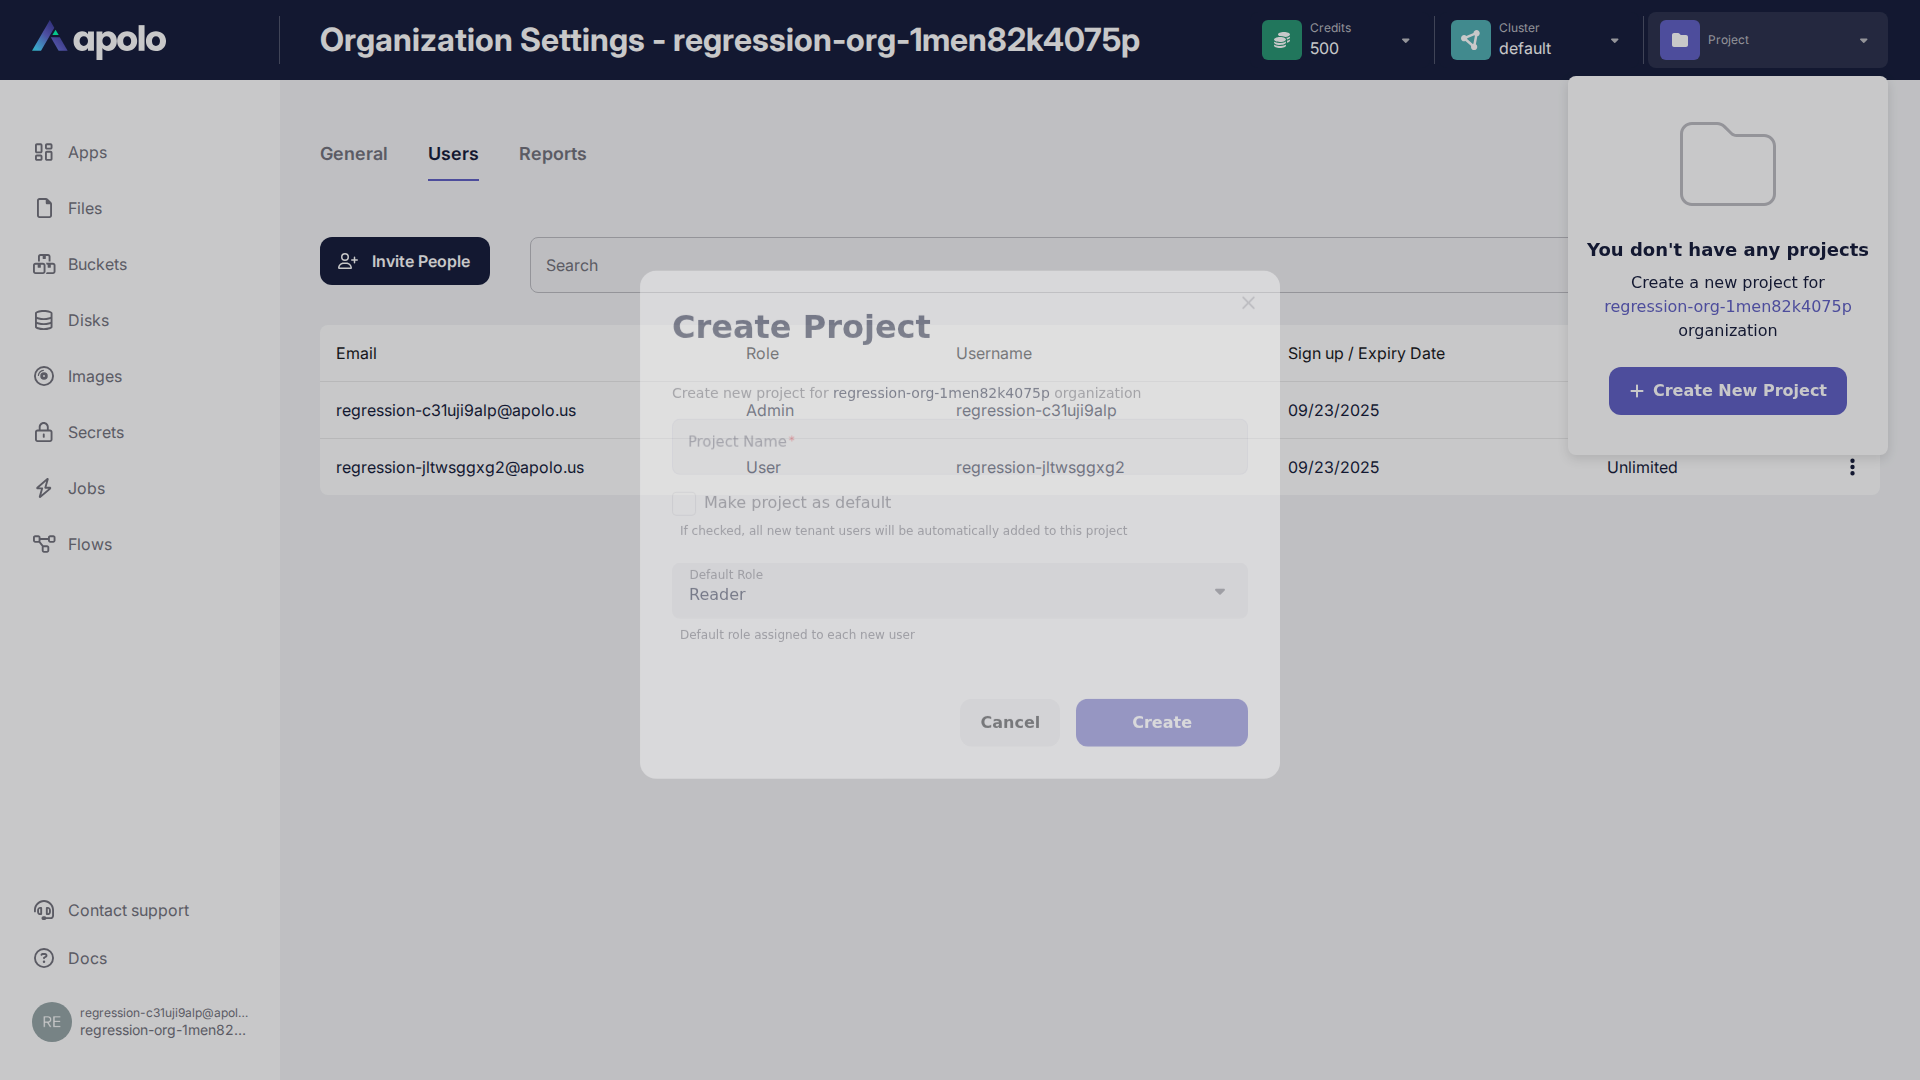 apolo
Organization Settings - regression-org-1men82k4075p
Credits
500
Cluster
default
Project
Apps
Files
Buckets
Disks
Images
Secrets
Jobs
Flows
Contact support
Docs
RE
regression-c31uji9alp@apol...
regression-org-1men82...
General
Users
Reports
Invite People
Search
Email
Role
Username
Sign up / Expiry Date
regression-c31uji9alp@apolo.us
Admin
regression-c31uji9alp
09/23/2025
regression-jltwsggxg2@apolo.us
User
regression-jltwsggxg2
09/23/2025
Unlimited
You don't have any projects
Create a new project for
regression-org-1men82k4075p
organization
Create New Project
Create Project
Create new project for regression-org-1men82k4075p organization
Project Name*
Make project as default
If checked, all new tenant users will be automatically added to this project
Default Role
Reader
Default role assigned to each new user
Cancel
Create